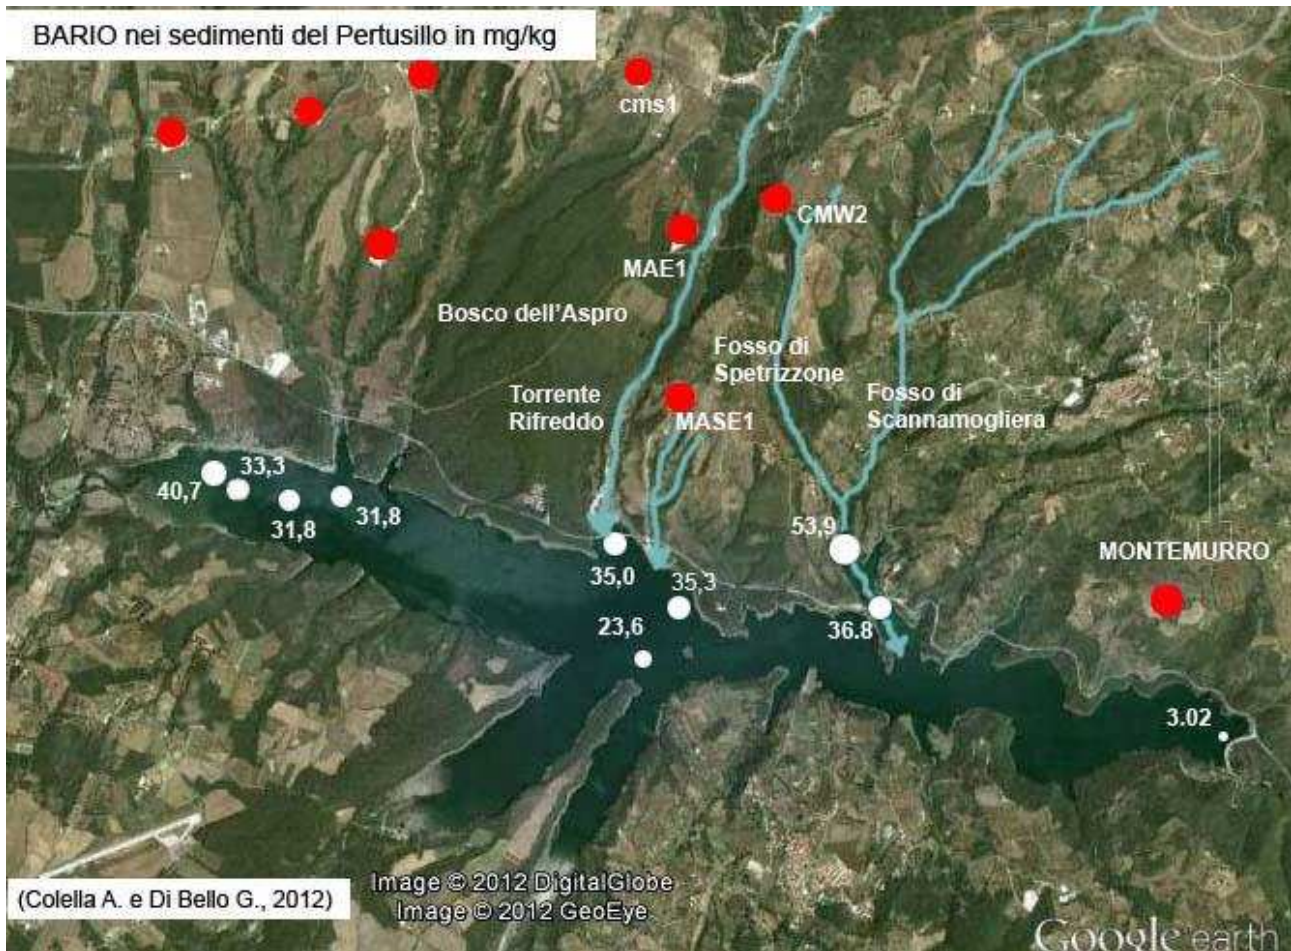 BARIO nei sedimenti del Pertusillo in mg/kg
cms1
CMW2
MAE1
Bosco dell'Aspro
Fosso di
Spetrizzone
Torrente
Rifreddo
MASE1
Fosso di
Scannamogliera
40,7
33,3
31,8
31,8
35,0
35,3
23,6
53,9
36.8
MONTEMURRO
3.02
(Colella A. e Di Bello G., 2012)
Image © 2012 DigitalGlobe
Image © 2012 GeoEye
Google earth